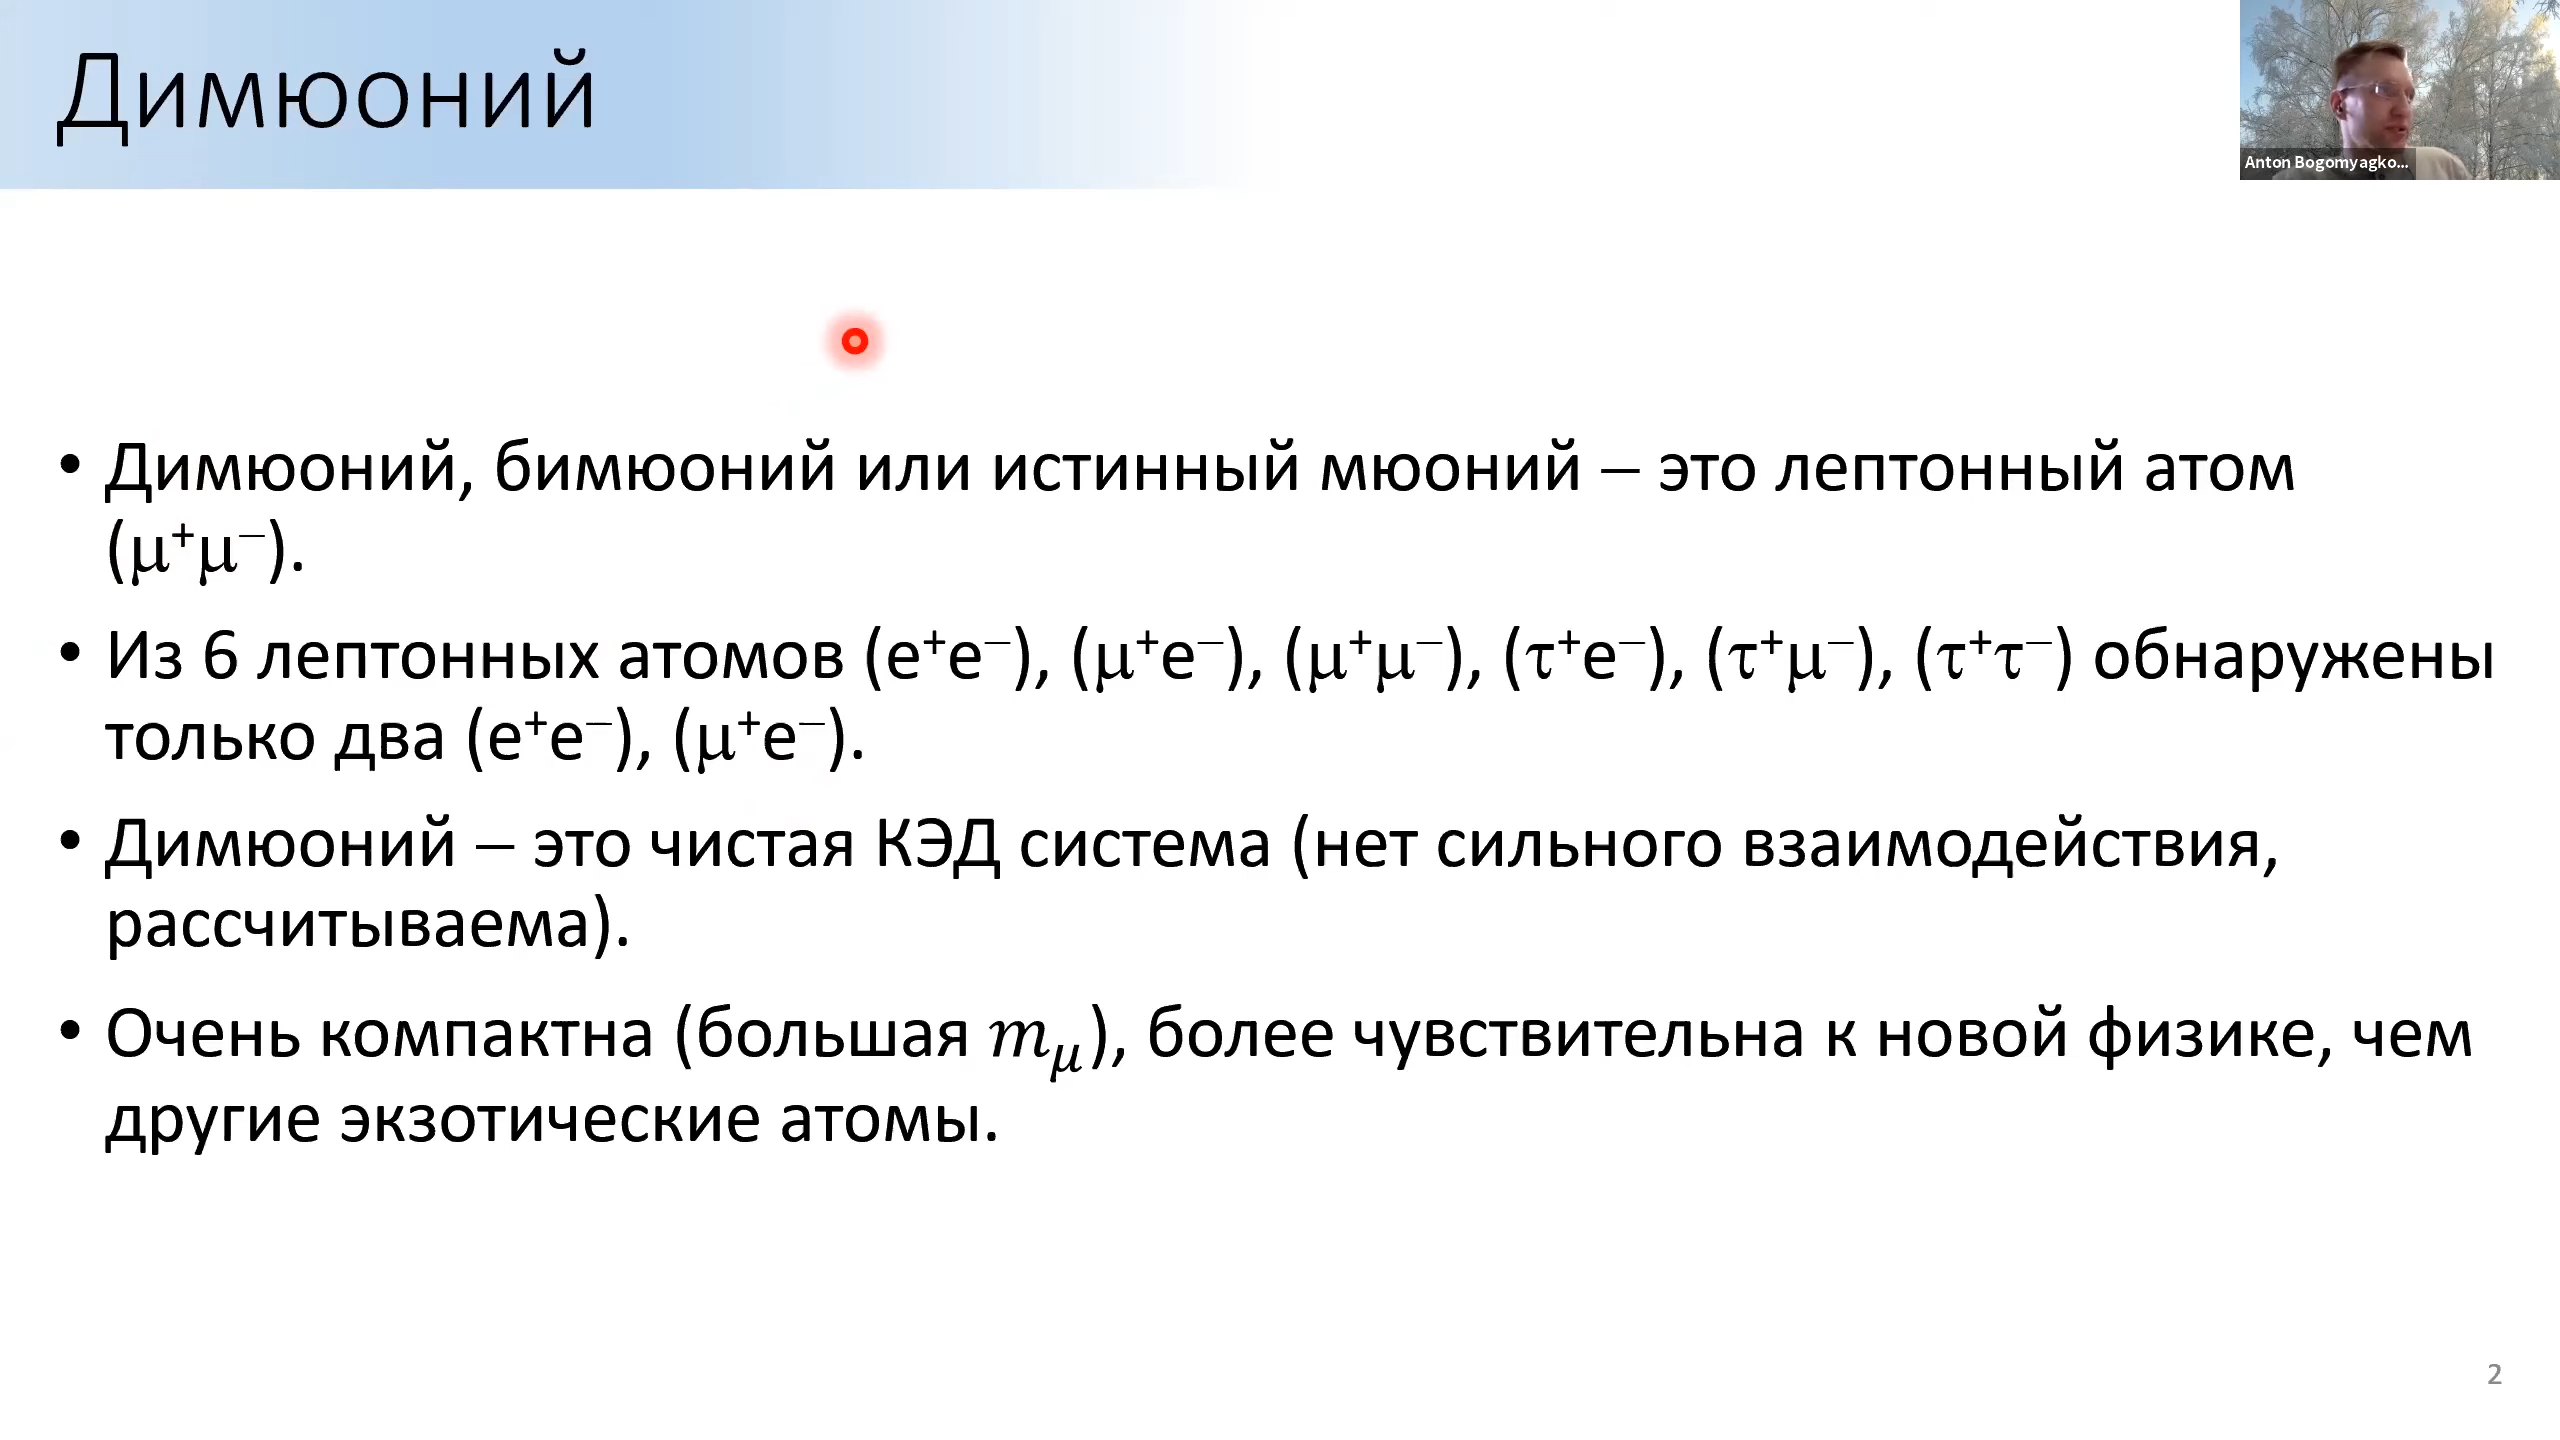 Димюоний
Anton Bogomyagko...
• Димюоний, бимюоний или истинный мюоний – это лептонный атом
(μ⁺μ⁻).
• Из 6 лептонных атомов (e⁺e⁻), (μ⁺e⁻), (μ⁺μ⁻), (τ⁺e⁻), (τ⁺μ⁻), (τ⁺τ⁻) обнаружены
только два (e⁺e⁻), (μ⁺e⁻).
• Димюоний – это чистая КЭД система (нет сильного взаимодействия,
рассчитываема).
• Очень компактна (большая m_μ), более чувствительна к новой физике, чем
другие экзотические атомы.
2